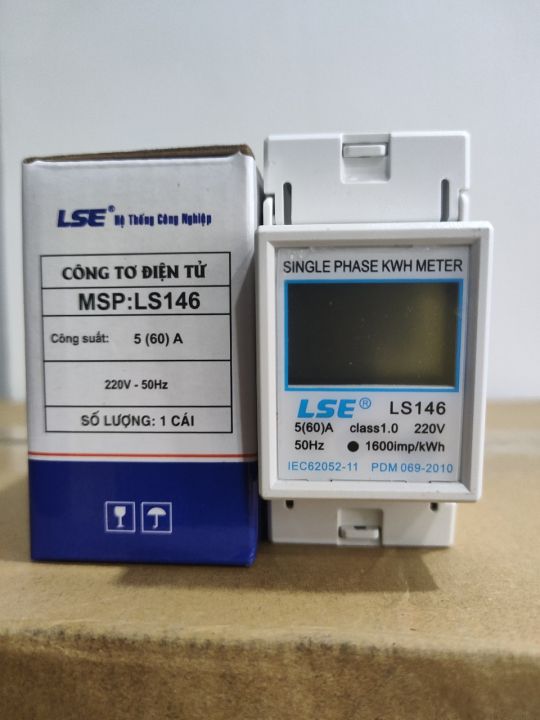 LSE®
Hệ Thống Công Nghiệp
CÔNG TƠ ĐIỆN TỬ
MSP:LS146
Công suất: 5 (60) A
220V - 50Hz
SỐ LƯỢNG: 1 CÁI
SINGLE PHASE KWH METER
LSE® LS146
5(60)A class1.0 220V
50Hz 1600imp/kWh
IEC62052-11 PDM 069-2010